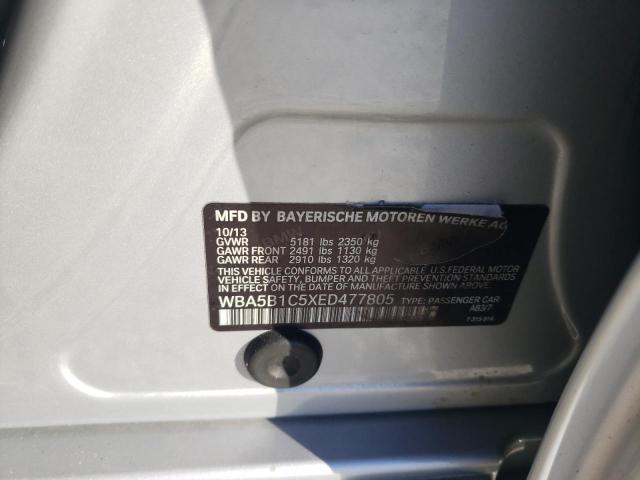 MFD BY BAYERISCHE MOTOREN WERKE AG
10/13
GVWR 5181 lbs 2350 kg
GAWR FRONT 2491 lbs 1130 kg
GAWR REAR 2910 lbs 1320 kg
THIS VEHICLE CONFORMS TO ALL APPLICABLE U.S.FEDERAL MOTOR
VEHICLE SAFETY, BUMPER AND THEFT PREVENTION STANDARDS IN
EFFECT ON THE DATE OF MANUFACTURE SHOWN ABOVE.
WBA5B1C5XED477805 TYPE: PASSENGER CAR
A83/7